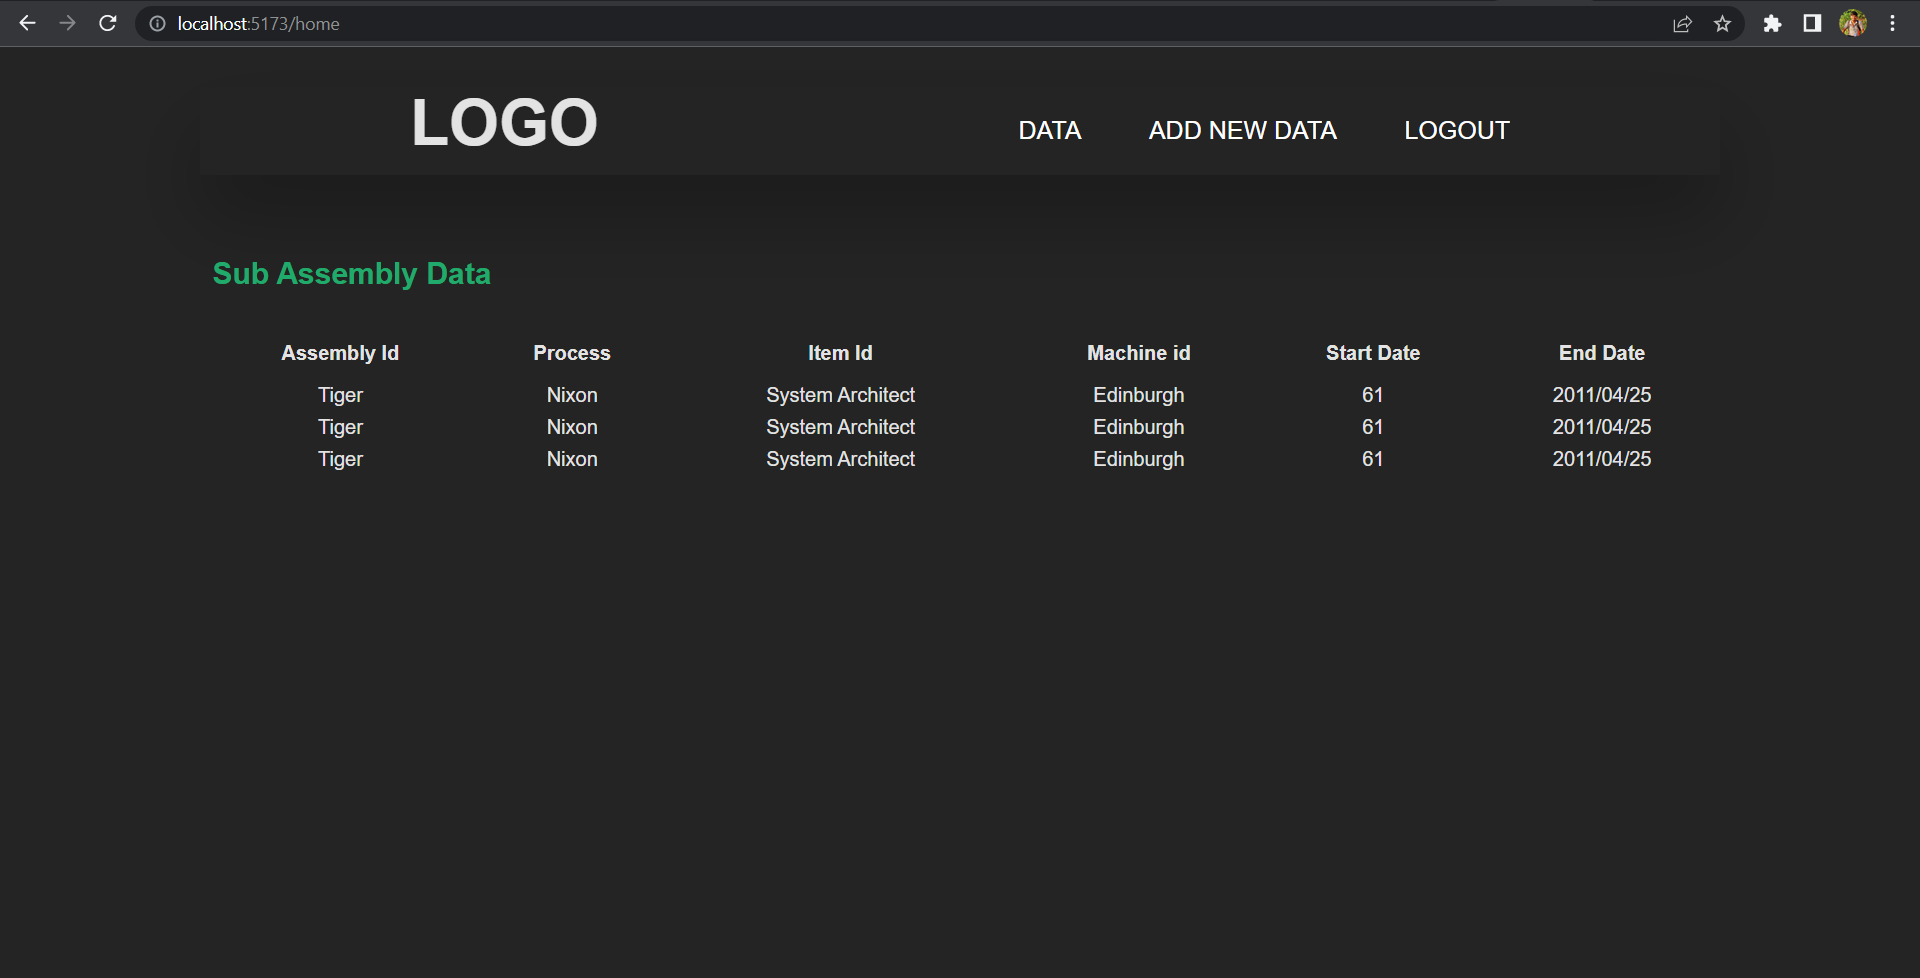 localhost:5173/home
LOGO DATA ADD NEW DATA LOGOUT
Sub Assembly Data
Assembly Id Process Item Id Machine id Start Date End Date
Tiger Nixon System Architect Edinburgh 61 2011/04/25
Tiger Nixon System Architect Edinburgh 61 2011/04/25
Tiger Nixon System Architect Edinburgh 61 2011/04/25